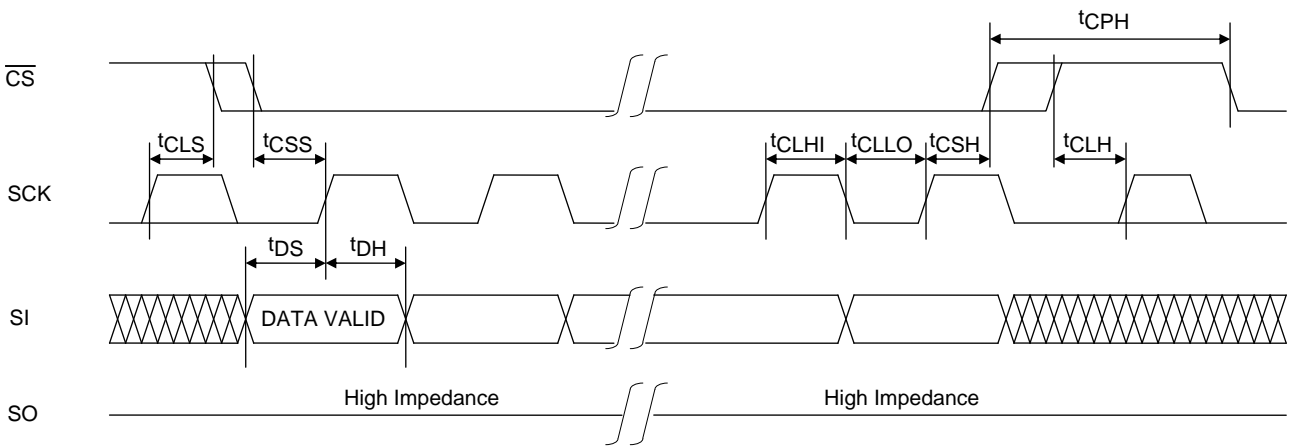 tCPH
CS
tCLS tCSS tCLHI tCLLO tCSH tCLH
SCK
tDS tDH
SI DATA VALID
High Impedance High Impedance
SO